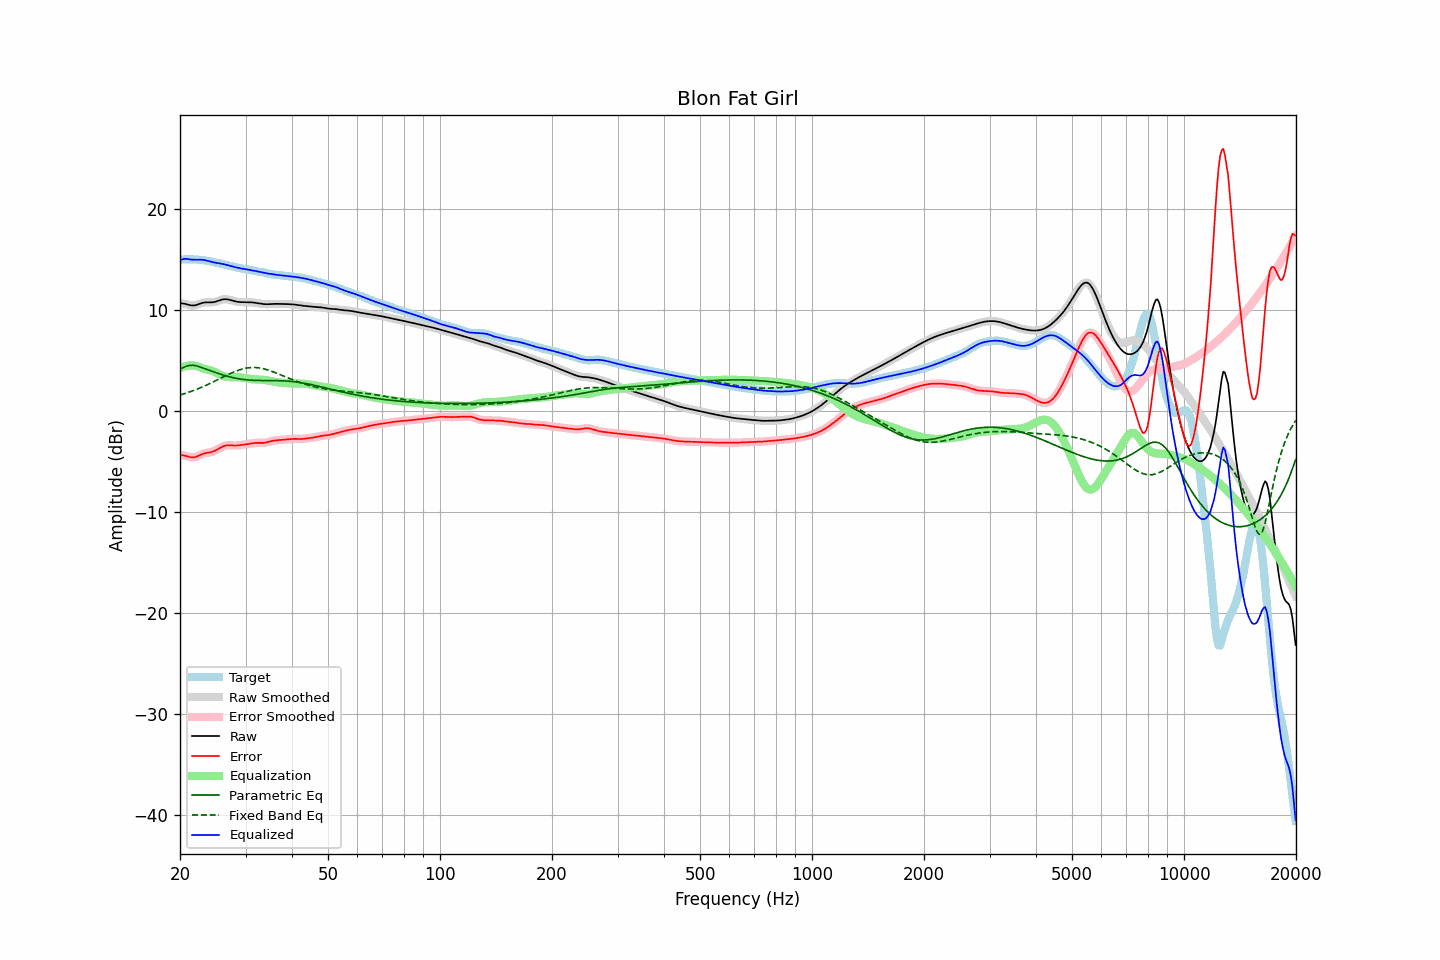 Blon Fat Girl
Amplitude (dBr)
20
10
0
−10
−20
−30
−40
Target
Raw Smoothed
Error Smoothed
Raw
Error
Equalization
Parametric Eq
Fixed Band Eq
Equalized
20 50 100 200 500 1000 2000 5000 10000 20000
Frequency (Hz)